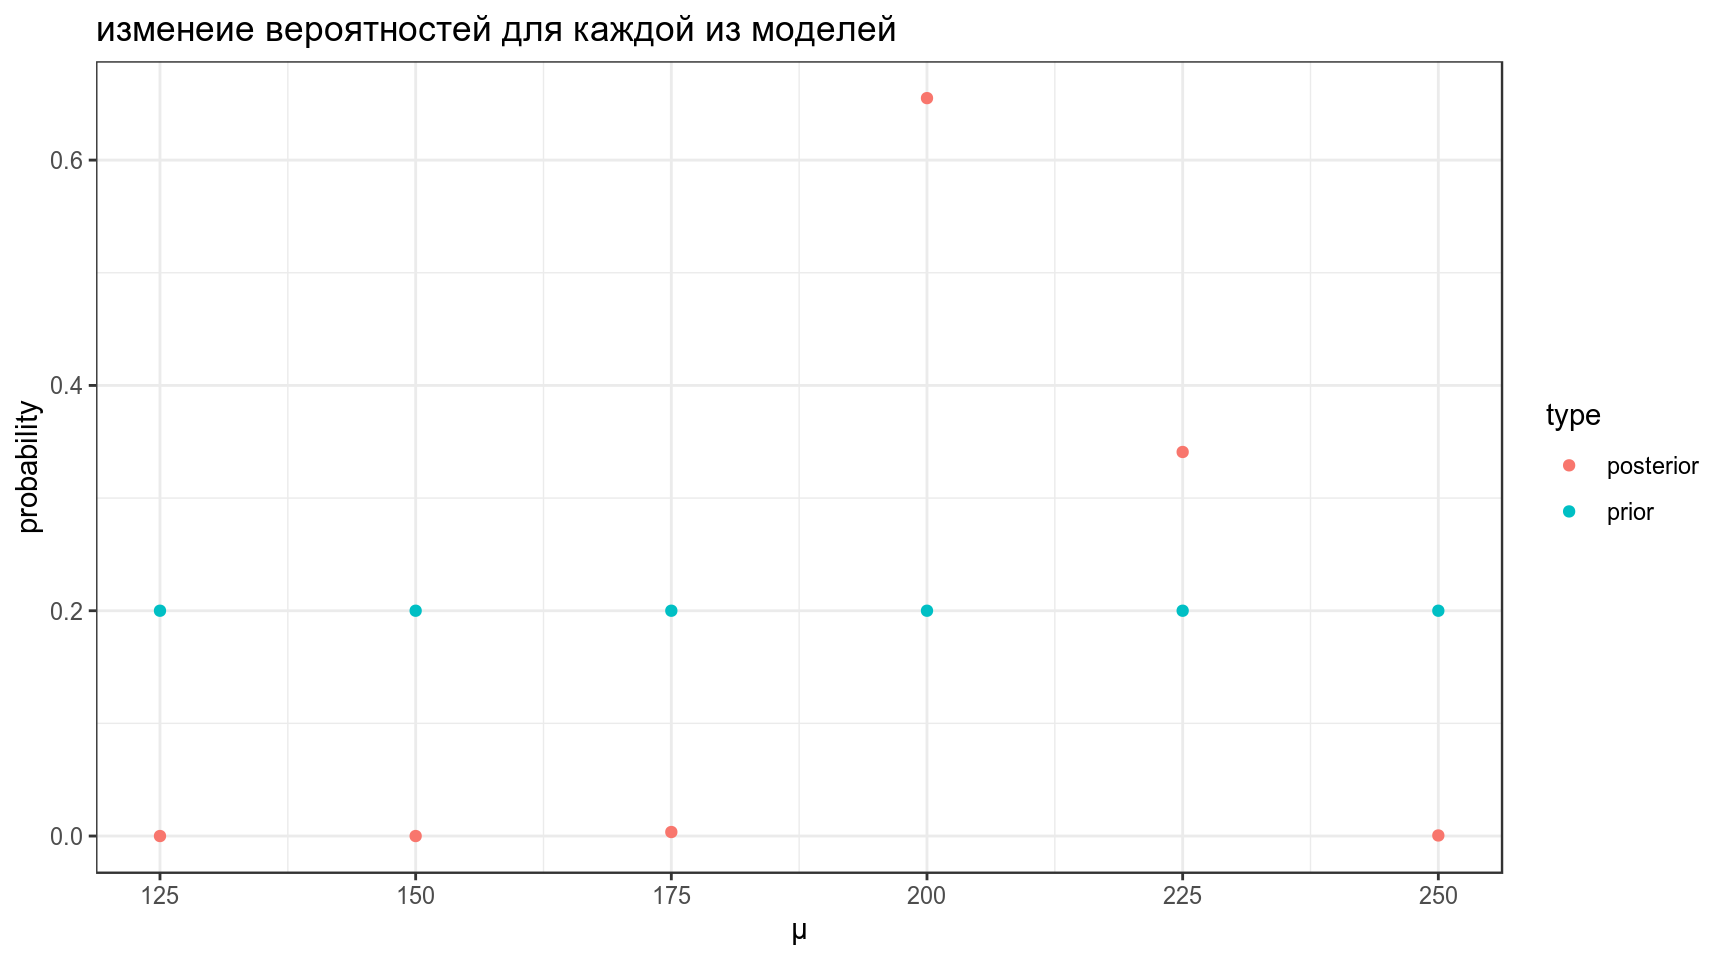 изменеие вероятностей для каждой из моделей
0.6
0.4
0.2
0.0
probability
125 150 175 200 225 250
μ
type
posterior
prior